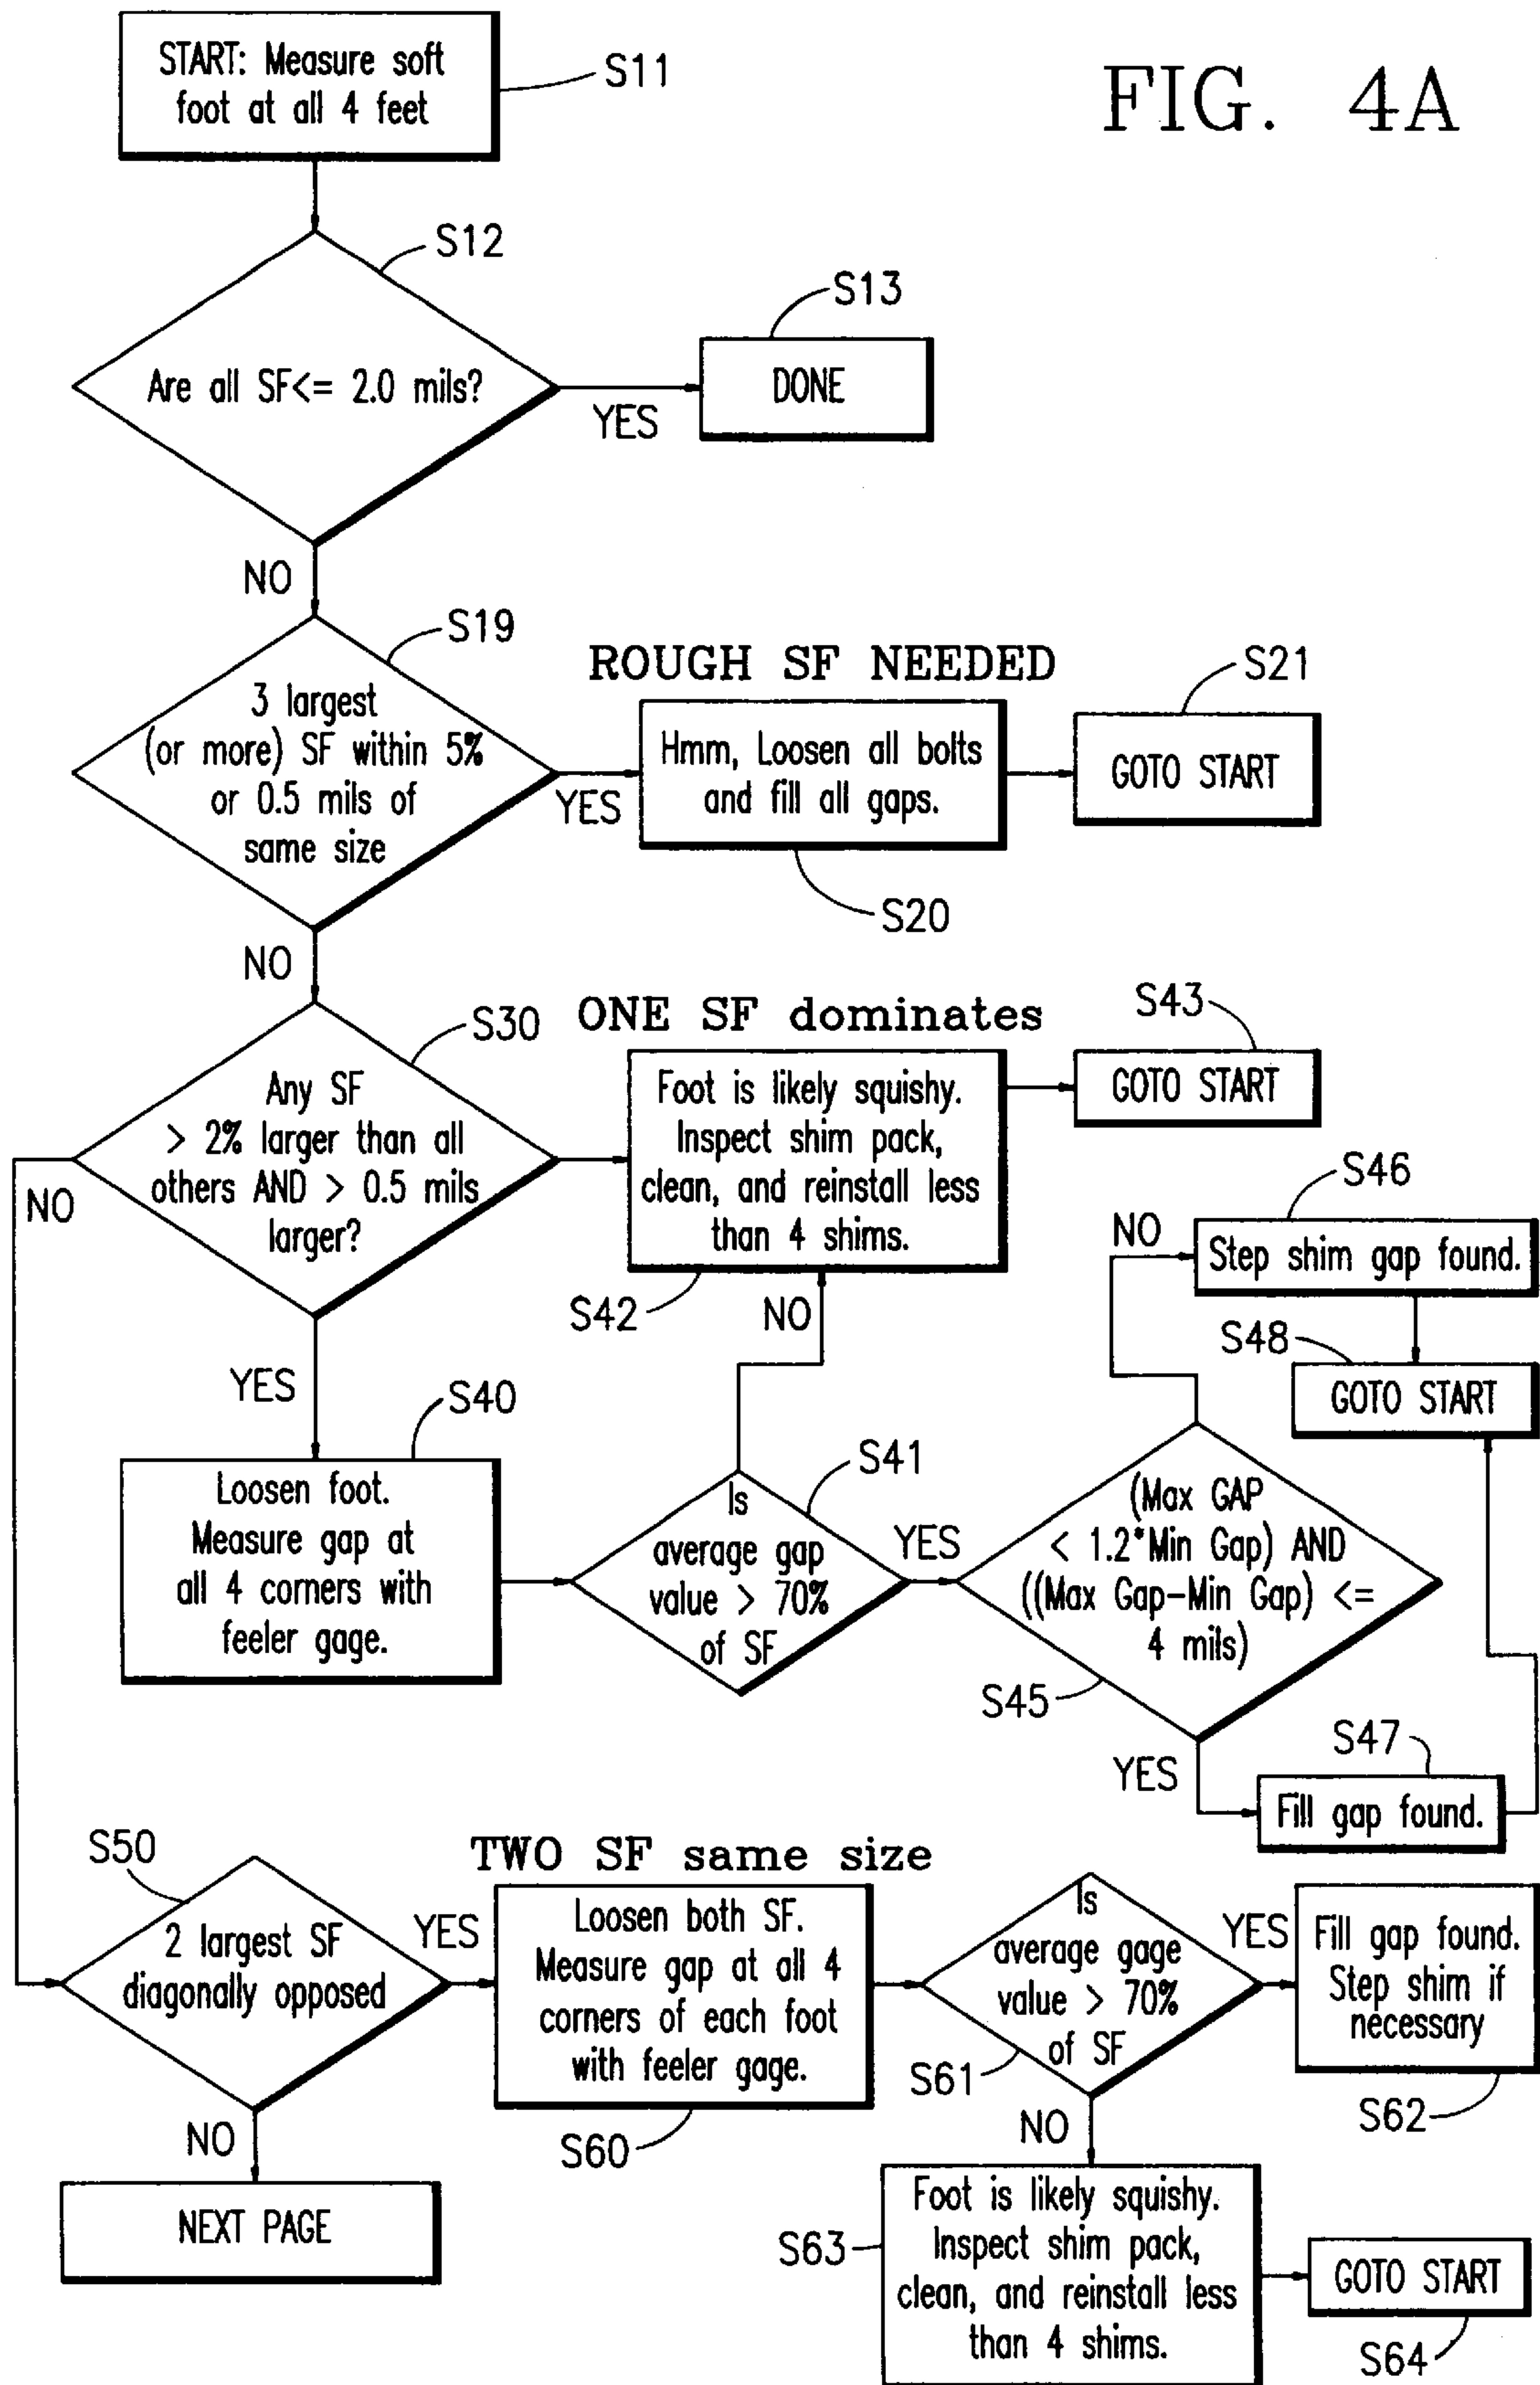 FIG. 4A
START: Measure soft
foot at all 4 feet
S11
S12
Are all SF<= 2.0 mils?
YES
S13
DONE
NO
S19
3 largest
(or more) SF within 5%
or 0.5 mils of
same size
YES
ROUGH SF NEEDED
Hmm, Loosen all bolts
and fill all gaps.
S20
S21
GOTO START
NO
S30
Any SF
> 2% larger than all
others AND > 0.5 mils
larger?
NO
YES
ONE SF dominates
Foot is likely squishy.
Inspect shim pack,
clean, and reinstall less
than 4 shims.
S42
NO
S43
GOTO START
S40
Loosen foot.
Measure gap at
all 4 corners with
feeler gage.
S41
Is
average gap
value > 70%
of SF
YES
(Max GAP
< 1.2*Min Gap) AND
((Max Gap-Min Gap) <=
4 mils)
S45
NO
S46
Step shim gap found.
S48
GOTO START
YES
S47
Fill gap found.
S50
2 largest SF
diagonally opposed
YES
NO
NEXT PAGE
TWO SF same size
Loosen both SF.
Measure gap at all 4
corners of each foot
with feeler gage.
S60
Is
average gage
value > 70%
of SF
S61
YES
Fill gap found.
Step shim if
necessary
S62
NO
Foot is likely squishy.
Inspect shim pack,
clean, and reinstall less
than 4 shims.
S63
GOTO START
S64